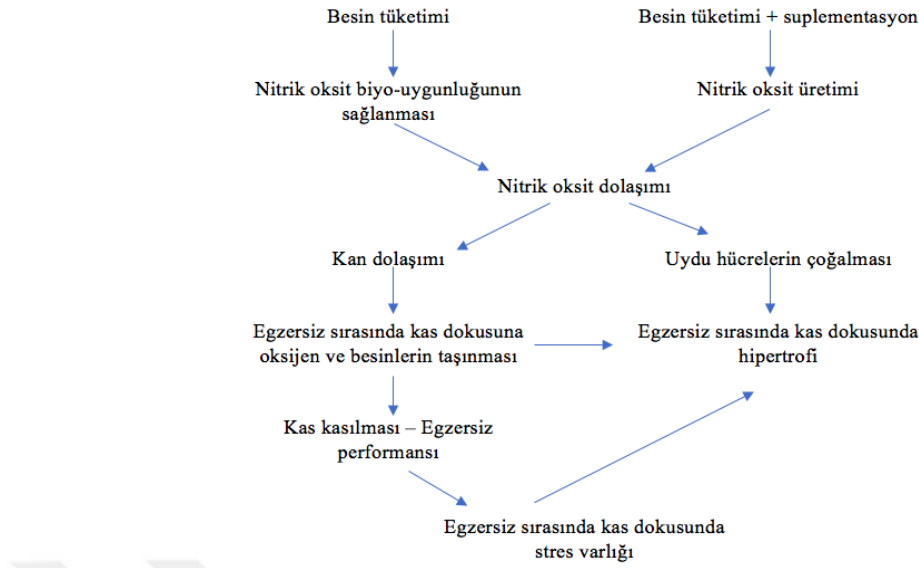 Besin tüketimi
Besin tüketimi + suplementasyon
Nitrik oksit biyo-uygunluğunun
sağlanması
Nitrik oksit üretimi
Nitrik oksit dolaşımı
Kan dolaşımı
Uydu hücrelerin çoğalması
Egzersiz sırasında kas dokusuna
oksijen ve besinlerin taşınması
Egzersiz sırasında kas dokusunda
hipertrofi
Kas kasılması – Egzersiz
performansı
Egzersiz sırasında kas dokusunda
stres varlığı